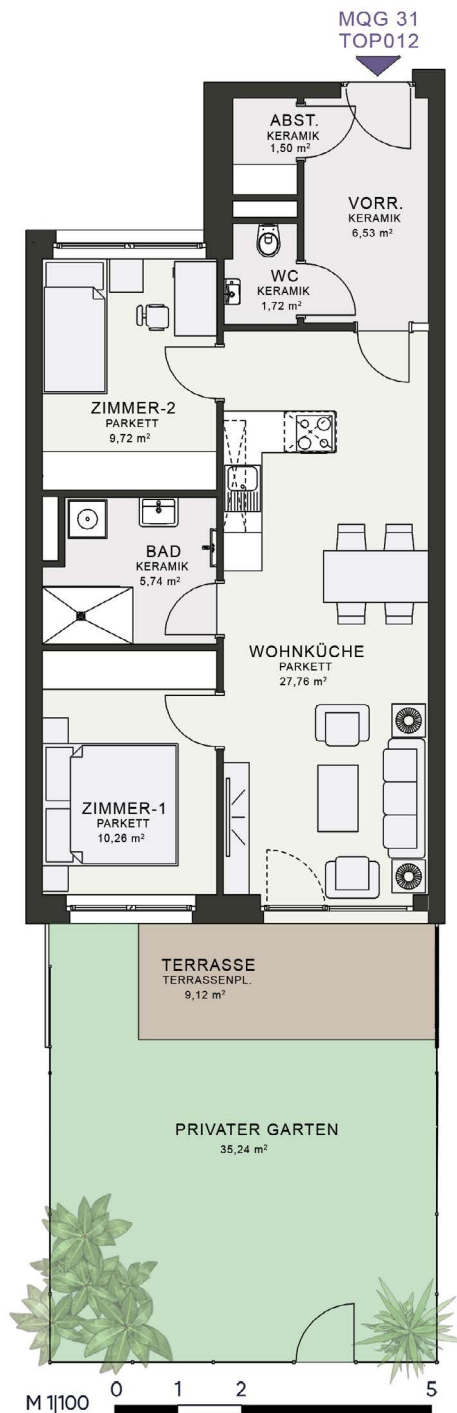 MQG 31
TOP012
ABST.
KERAMIK
1,50 m²
VORR.
KERAMIK
6,53 m²
WC
KERAMIK
1,72 m²
ZIMMER-2
PARKETT
9,72 m²
BAD
KERAMIK
5,74 m²
WOHNKÜCHE
PARKETT
27,76 m²
ZIMMER-1
PARKETT
10,26 m²
TERRASSE
TERRASSENPL.
9,12 m²
PRIVATER GARTEN
35,24 m²
M 1|100 0 1 2 5